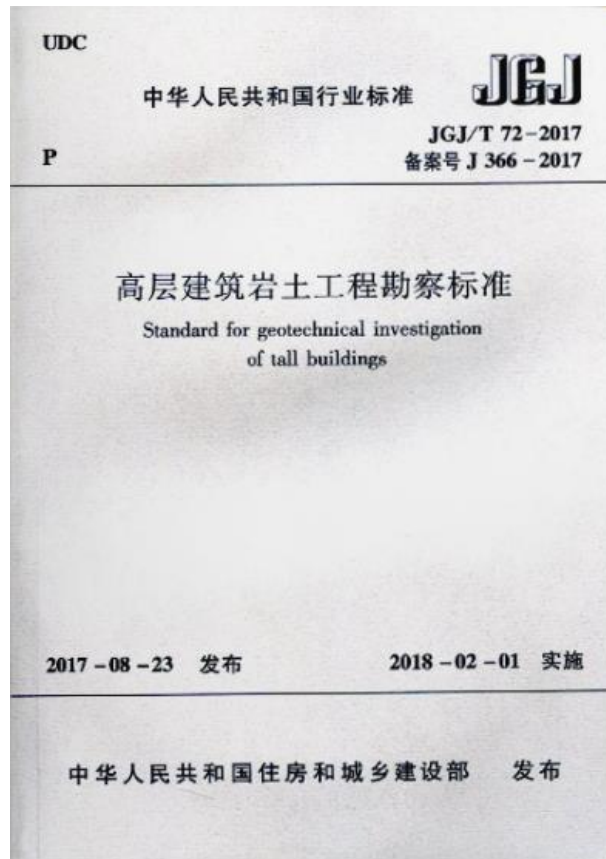 UDC
中华人民共和国行业标准
JGJ
JGJ/T 72-2017
P
备案号 J 366-2017
高层建筑岩土工程勘察标准
Standard for geotechnical investigation
of tall buildings
2017-08-23 发布
2018-02-01 实施
中华人民共和国住房和城乡建设部 发布